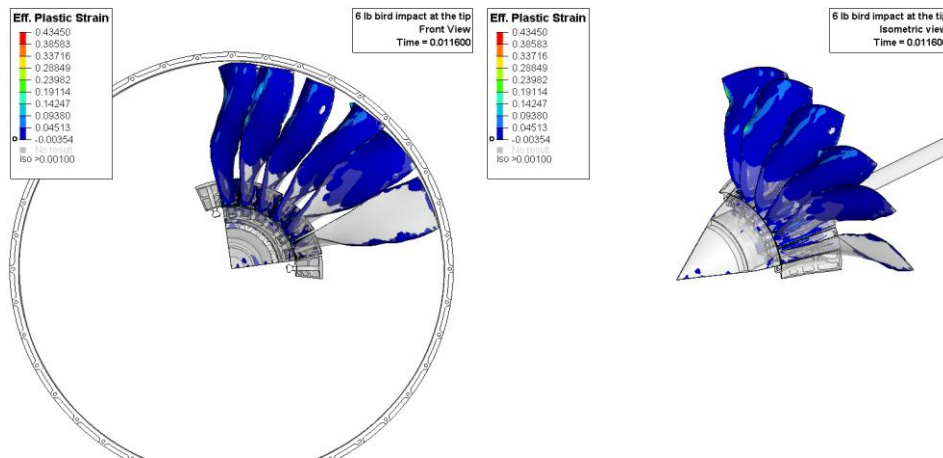 Eff. Plastic Strain
0.43450
0.38583
0.33716
0.28849
0.23982
0.19114
0.14247
0.09380
0.04513
-0.00354
No result
Iso >0.00100
6 lb bird impact at the tip
Front View
Time = 0.011600
Eff. Plastic Strain
0.43450
0.38583
0.33716
0.28849
0.23982
0.19114
0.14247
0.09380
0.04513
-0.00354
No result
Iso >0.00100
6 lb bird impact at the tip
Isometric view
Time = 0.01160